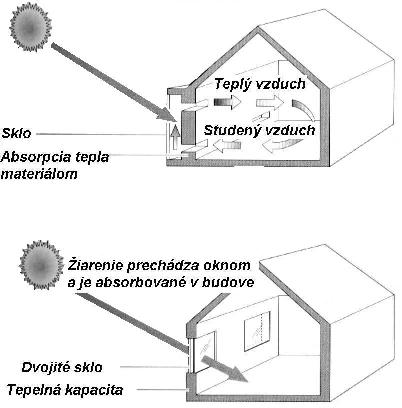 Teplý vzduch
Studený vzduch
Sklo
Absorpcia tepla
materiálom
Žiarenie prechádza oknom
a je absorbované v budove
Dvojité sklo
Tepelná kapacita